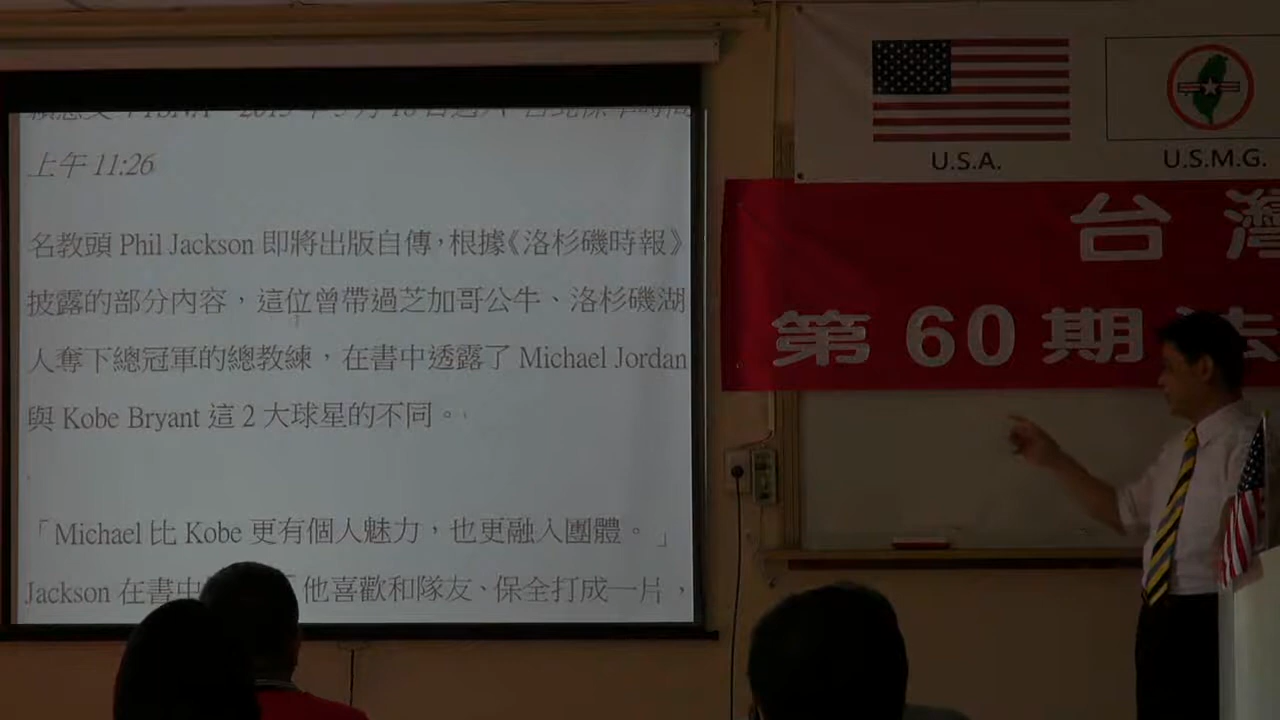 上午 11:26
名教頭 Phil Jackson 即將出版自傳，根據《洛杉磯時報》
披露的部分內容，這位曾帶過芝加哥公牛、洛杉磯湖
人奪下總冠軍的總教練，在書中透露了 Michael Jordan
與 Kobe Bryant 這 2 大球星的不同。
「Michael 比 Kobe 更有個人魅力，也更融入團體。」
Jackson 在書中 他喜歡和隊友、保全打成一片，
U.S.A.
U.S.M.G.
台灣
第 60 期 法